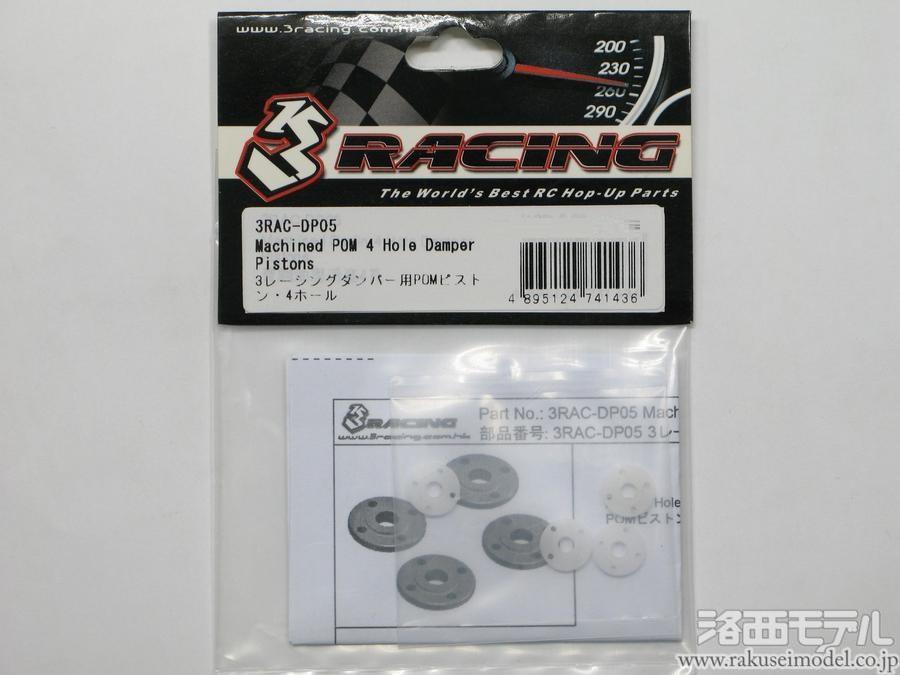 www.3racing.com.hk
200
230
260
290
3RACING
The World's Best RC Hop-Up Parts
3RAC-DP05
Machined POM 4 Hole Damper
Pistons
3レーシングダンパー用POMピスト
ン・4ホール
4 895124 741436
3RACING
www.3racing.com.hk
Part No.: 3RAC-DP05 Mach
部品番号: 3RAC-DP05 3レー
Hole
POMピストン
洛西モデル
www.rakuseimodel.co.jp